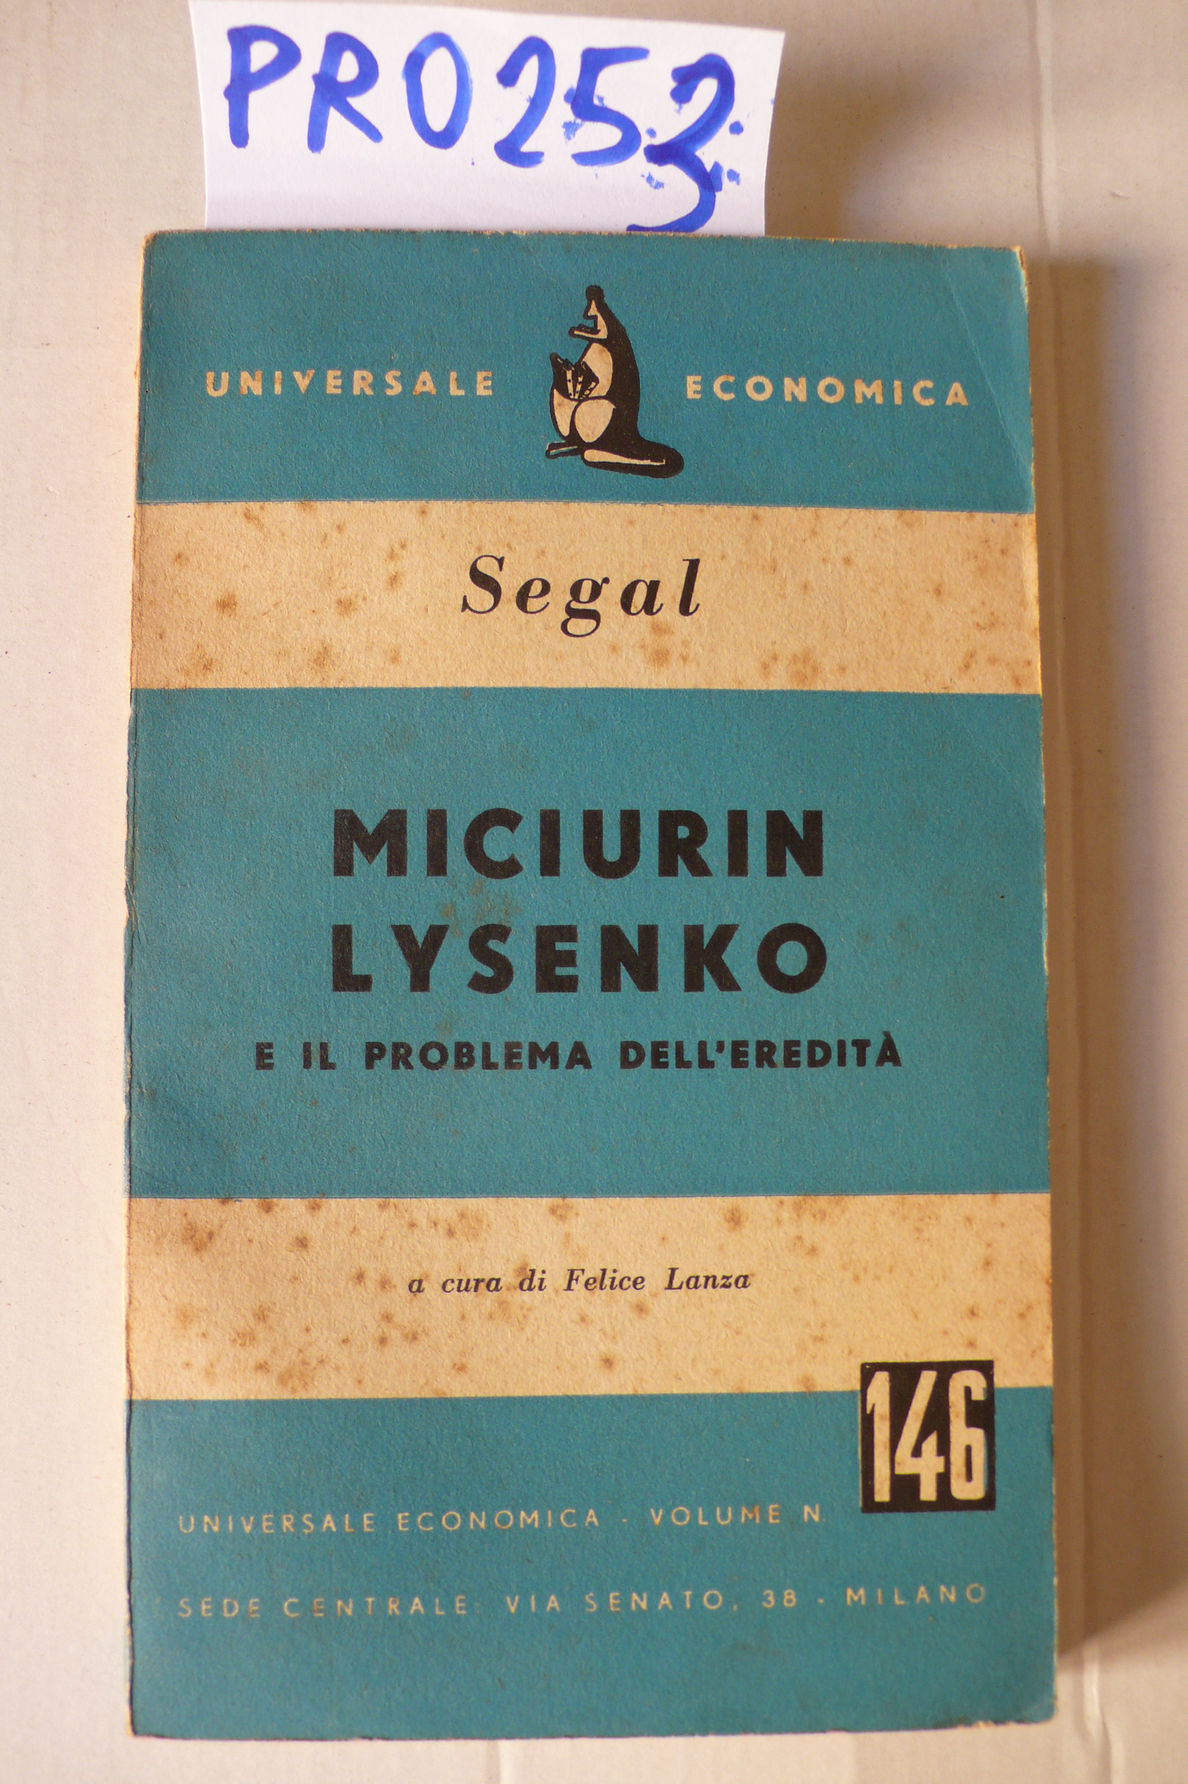 PRO253
UNIVERSALE ECONOMICA
Segal
MICIURIN
LYSENKO
E IL PROBLEMA DELL'EREDITÀ
a cura di Felice Lanza
146
UNIVERSALE ECONOMICA - VOLUME N.
SEDE CENTRALE: VIA SENATO, 38 - MILANO